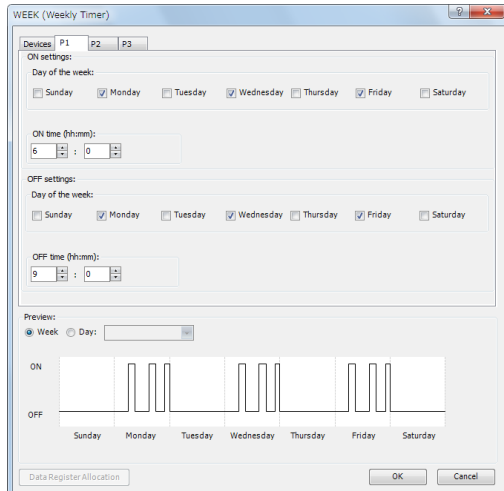 WEEK (Weekly Timer)
Devices P1 P2 P3
ON settings:
Day of the week:
Sunday Monday Tuesday Wednesday Thursday Friday Saturday
ON time (hh:mm):
6 : 0
OFF settings:
Day of the week:
Sunday Monday Tuesday Wednesday Thursday Friday Saturday
OFF time (hh:mm):
9 : 0
Preview:
Week Day:
ON
OFF
Sunday Monday Tuesday Wednesday Thursday Friday Saturday
Data Register Allocation OK Cancel